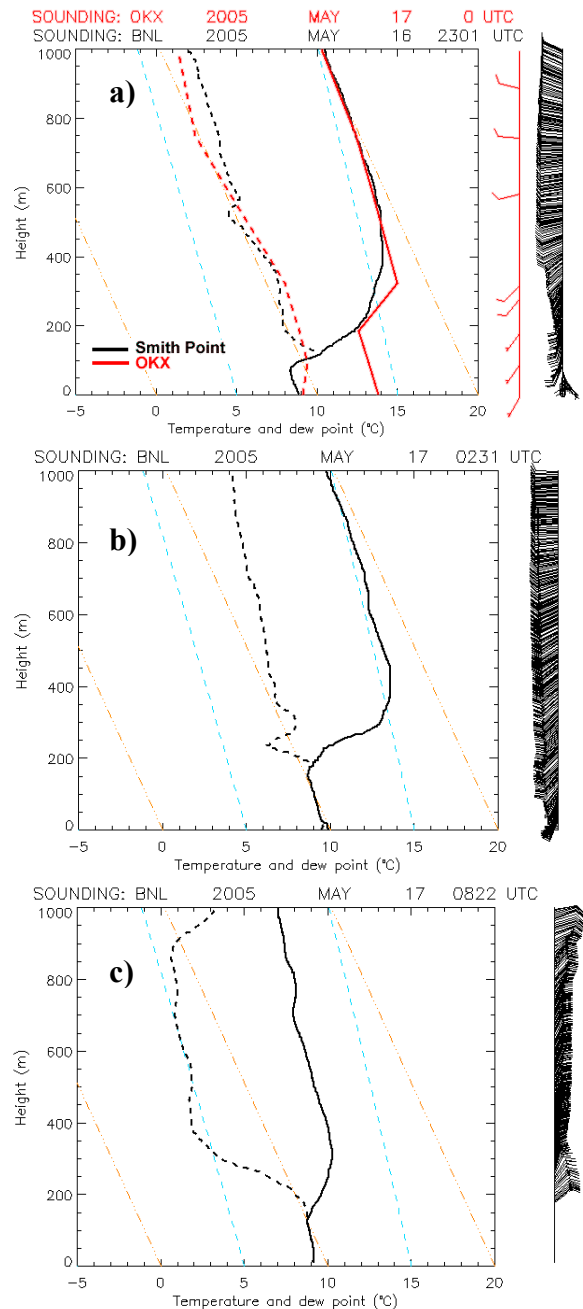 SOUNDING: OKX 2005 MAY 17 0 UTC
SOUNDING: BNL 2005 MAY 16 2301 UTC
a)
1000
800
600
400
200
0
Height (m)
Smith Point
OKX
-5 0 5 10 15 20
Temperature and dew point (°C)
SOUNDING: BNL 2005 MAY 17 0231 UTC
b)
1000
800
600
400
200
0
Height (m)
-5 0 5 10 15 20
Temperature and dew point (°C)
SOUNDING: BNL 2005 MAY 17 0822 UTC
c)
1000
800
600
400
200
0
Height (m)
-5 0 5 10 15 20
Temperature and dew point (°C)